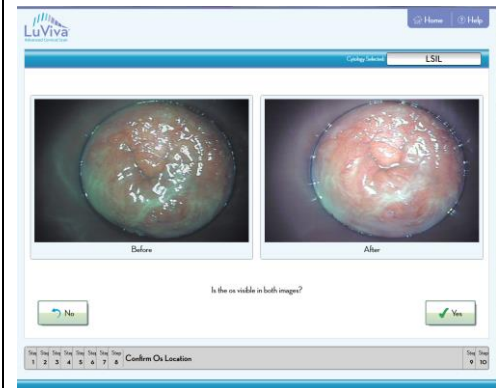 Home Help
LuViva
Advanced Cervical Scan
Cytology Selected: LSIL
Before After
Is the os visible in both images?
No Yes
Step Step Step Step Step Step Step Step Step
1 2 3 4 5 6 7 8 Confirm Os Location 9 10